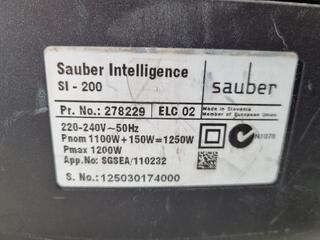 Sauber Intelligence
SI - 200
sauber
Pr. No.: 278229 ELC 02
Made in Slovenia
Member of European Union
220-240V~50Hz
Pnom 1100W + 150W = 1250W
Pmax 1200W
N1078
App.No: SGSEA/110232
S. No.: 125030174000